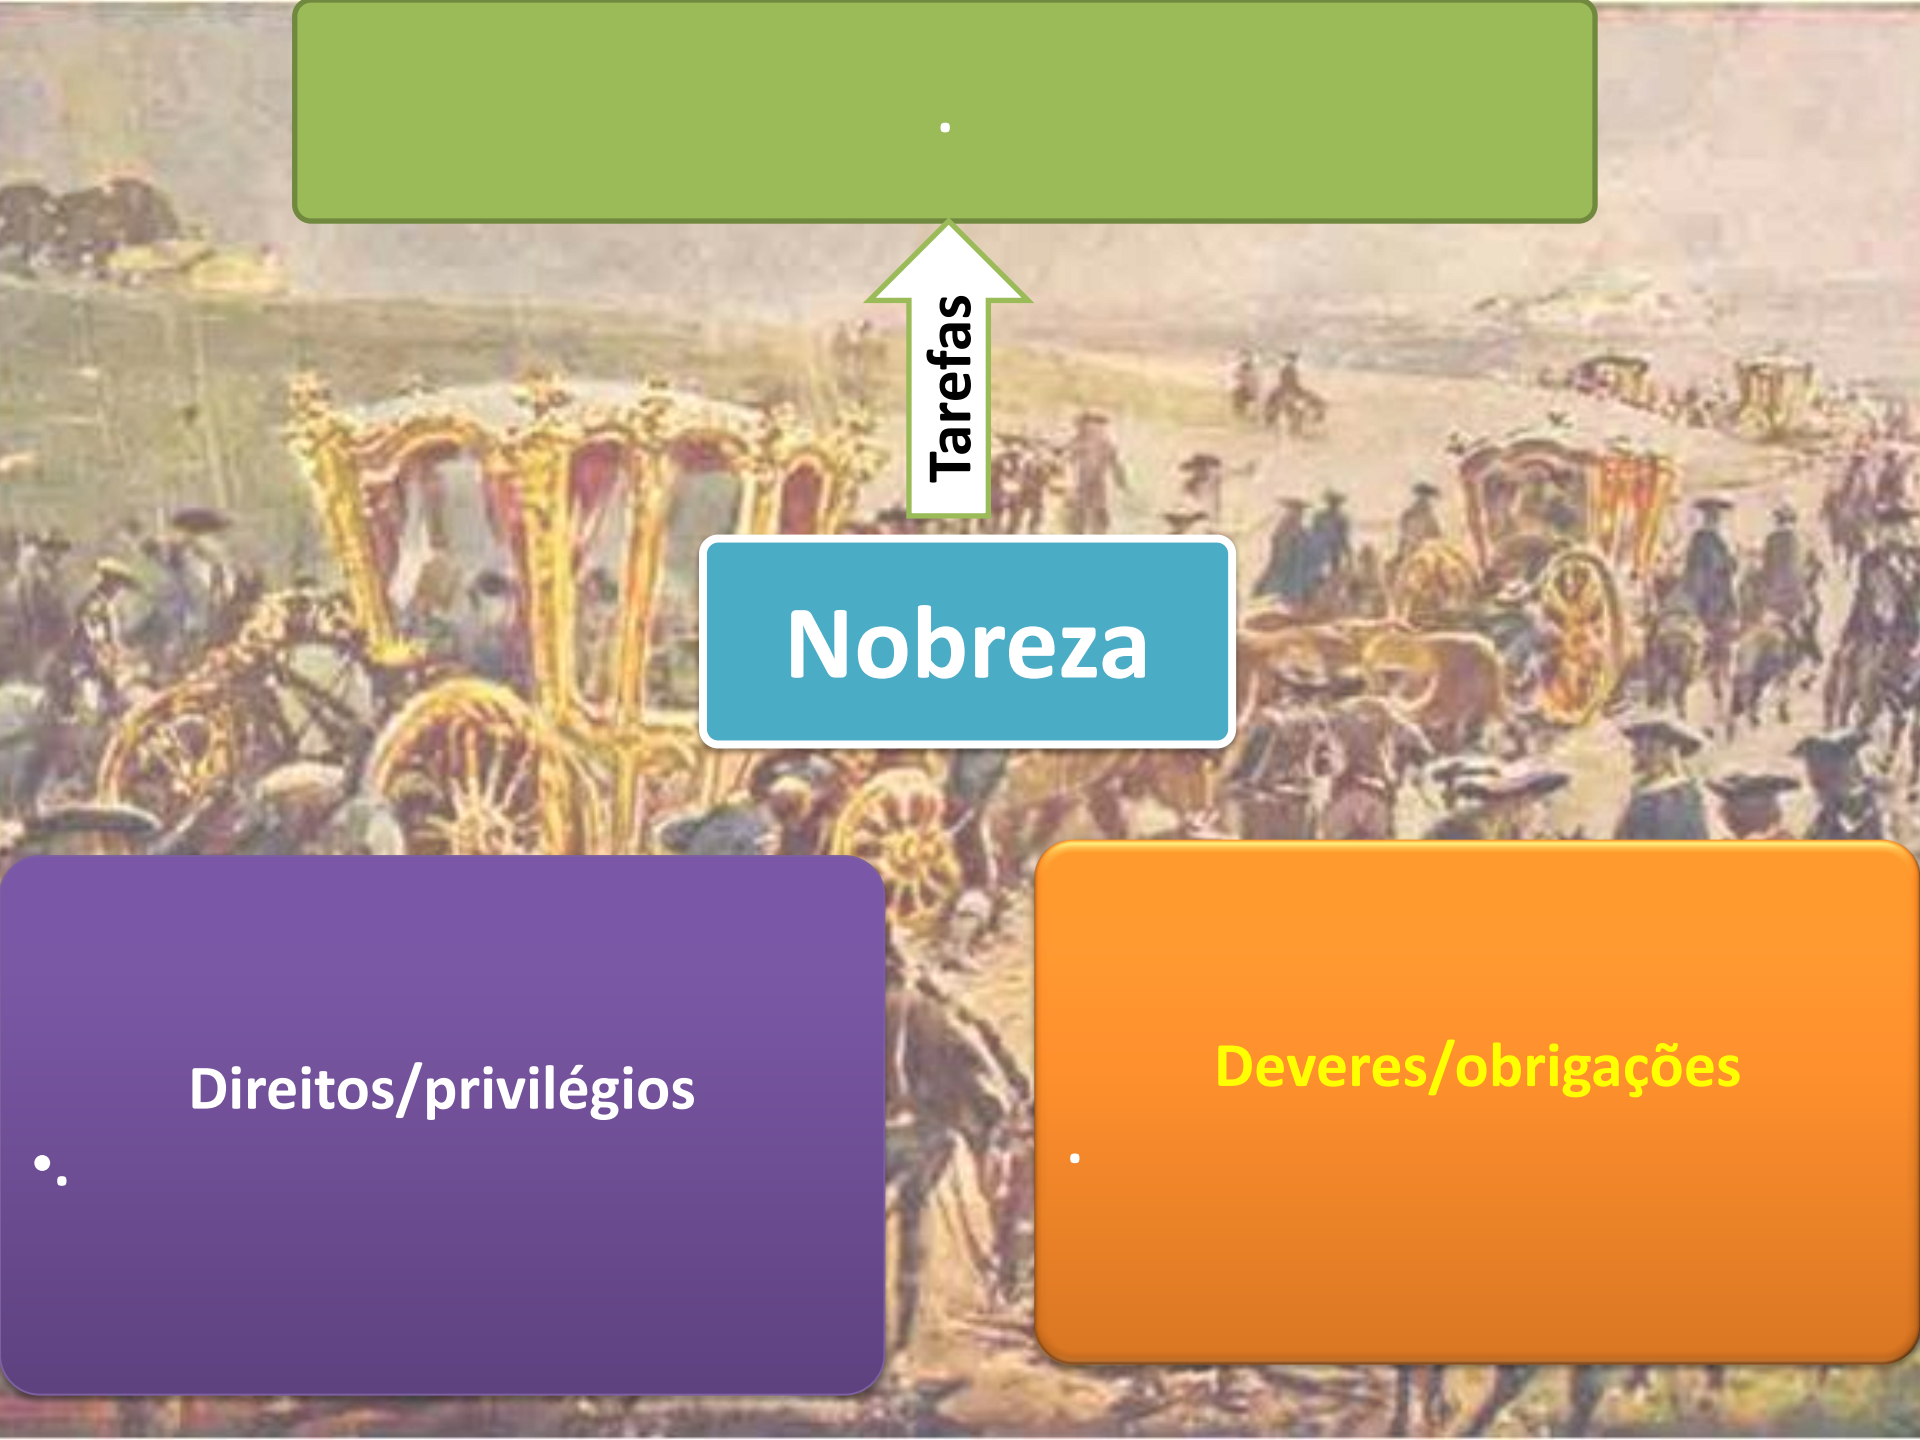 .
Tarefas
Nobreza
Direitos/privilégios
• .
Deveres/obrigações
.